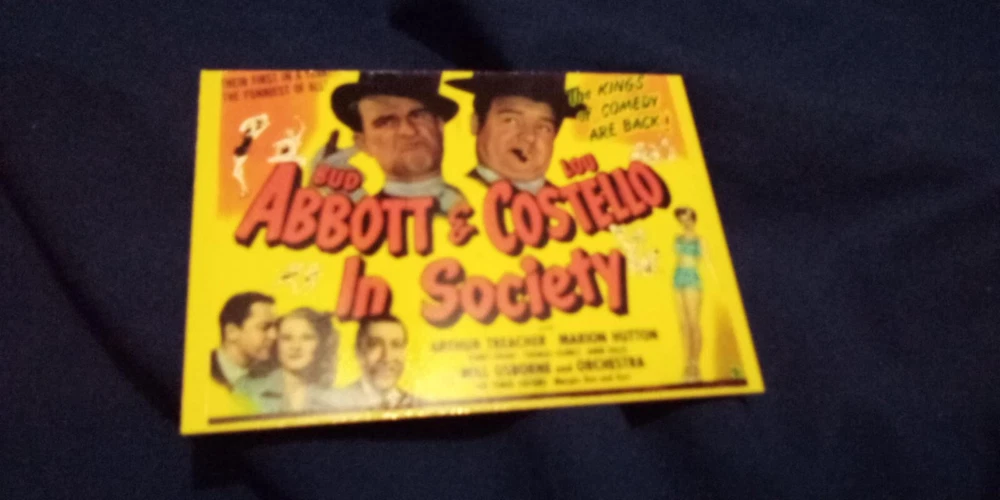 THE FUNNIEST OF ALL
The KINGS
OF COMEDY
ARE BACK!
BUD
LOU
ABBOTT & COSTELLO
In Society
ARTHUR TREACHER MARION HUTTON
WILL OSBORNE and ORCHESTRA